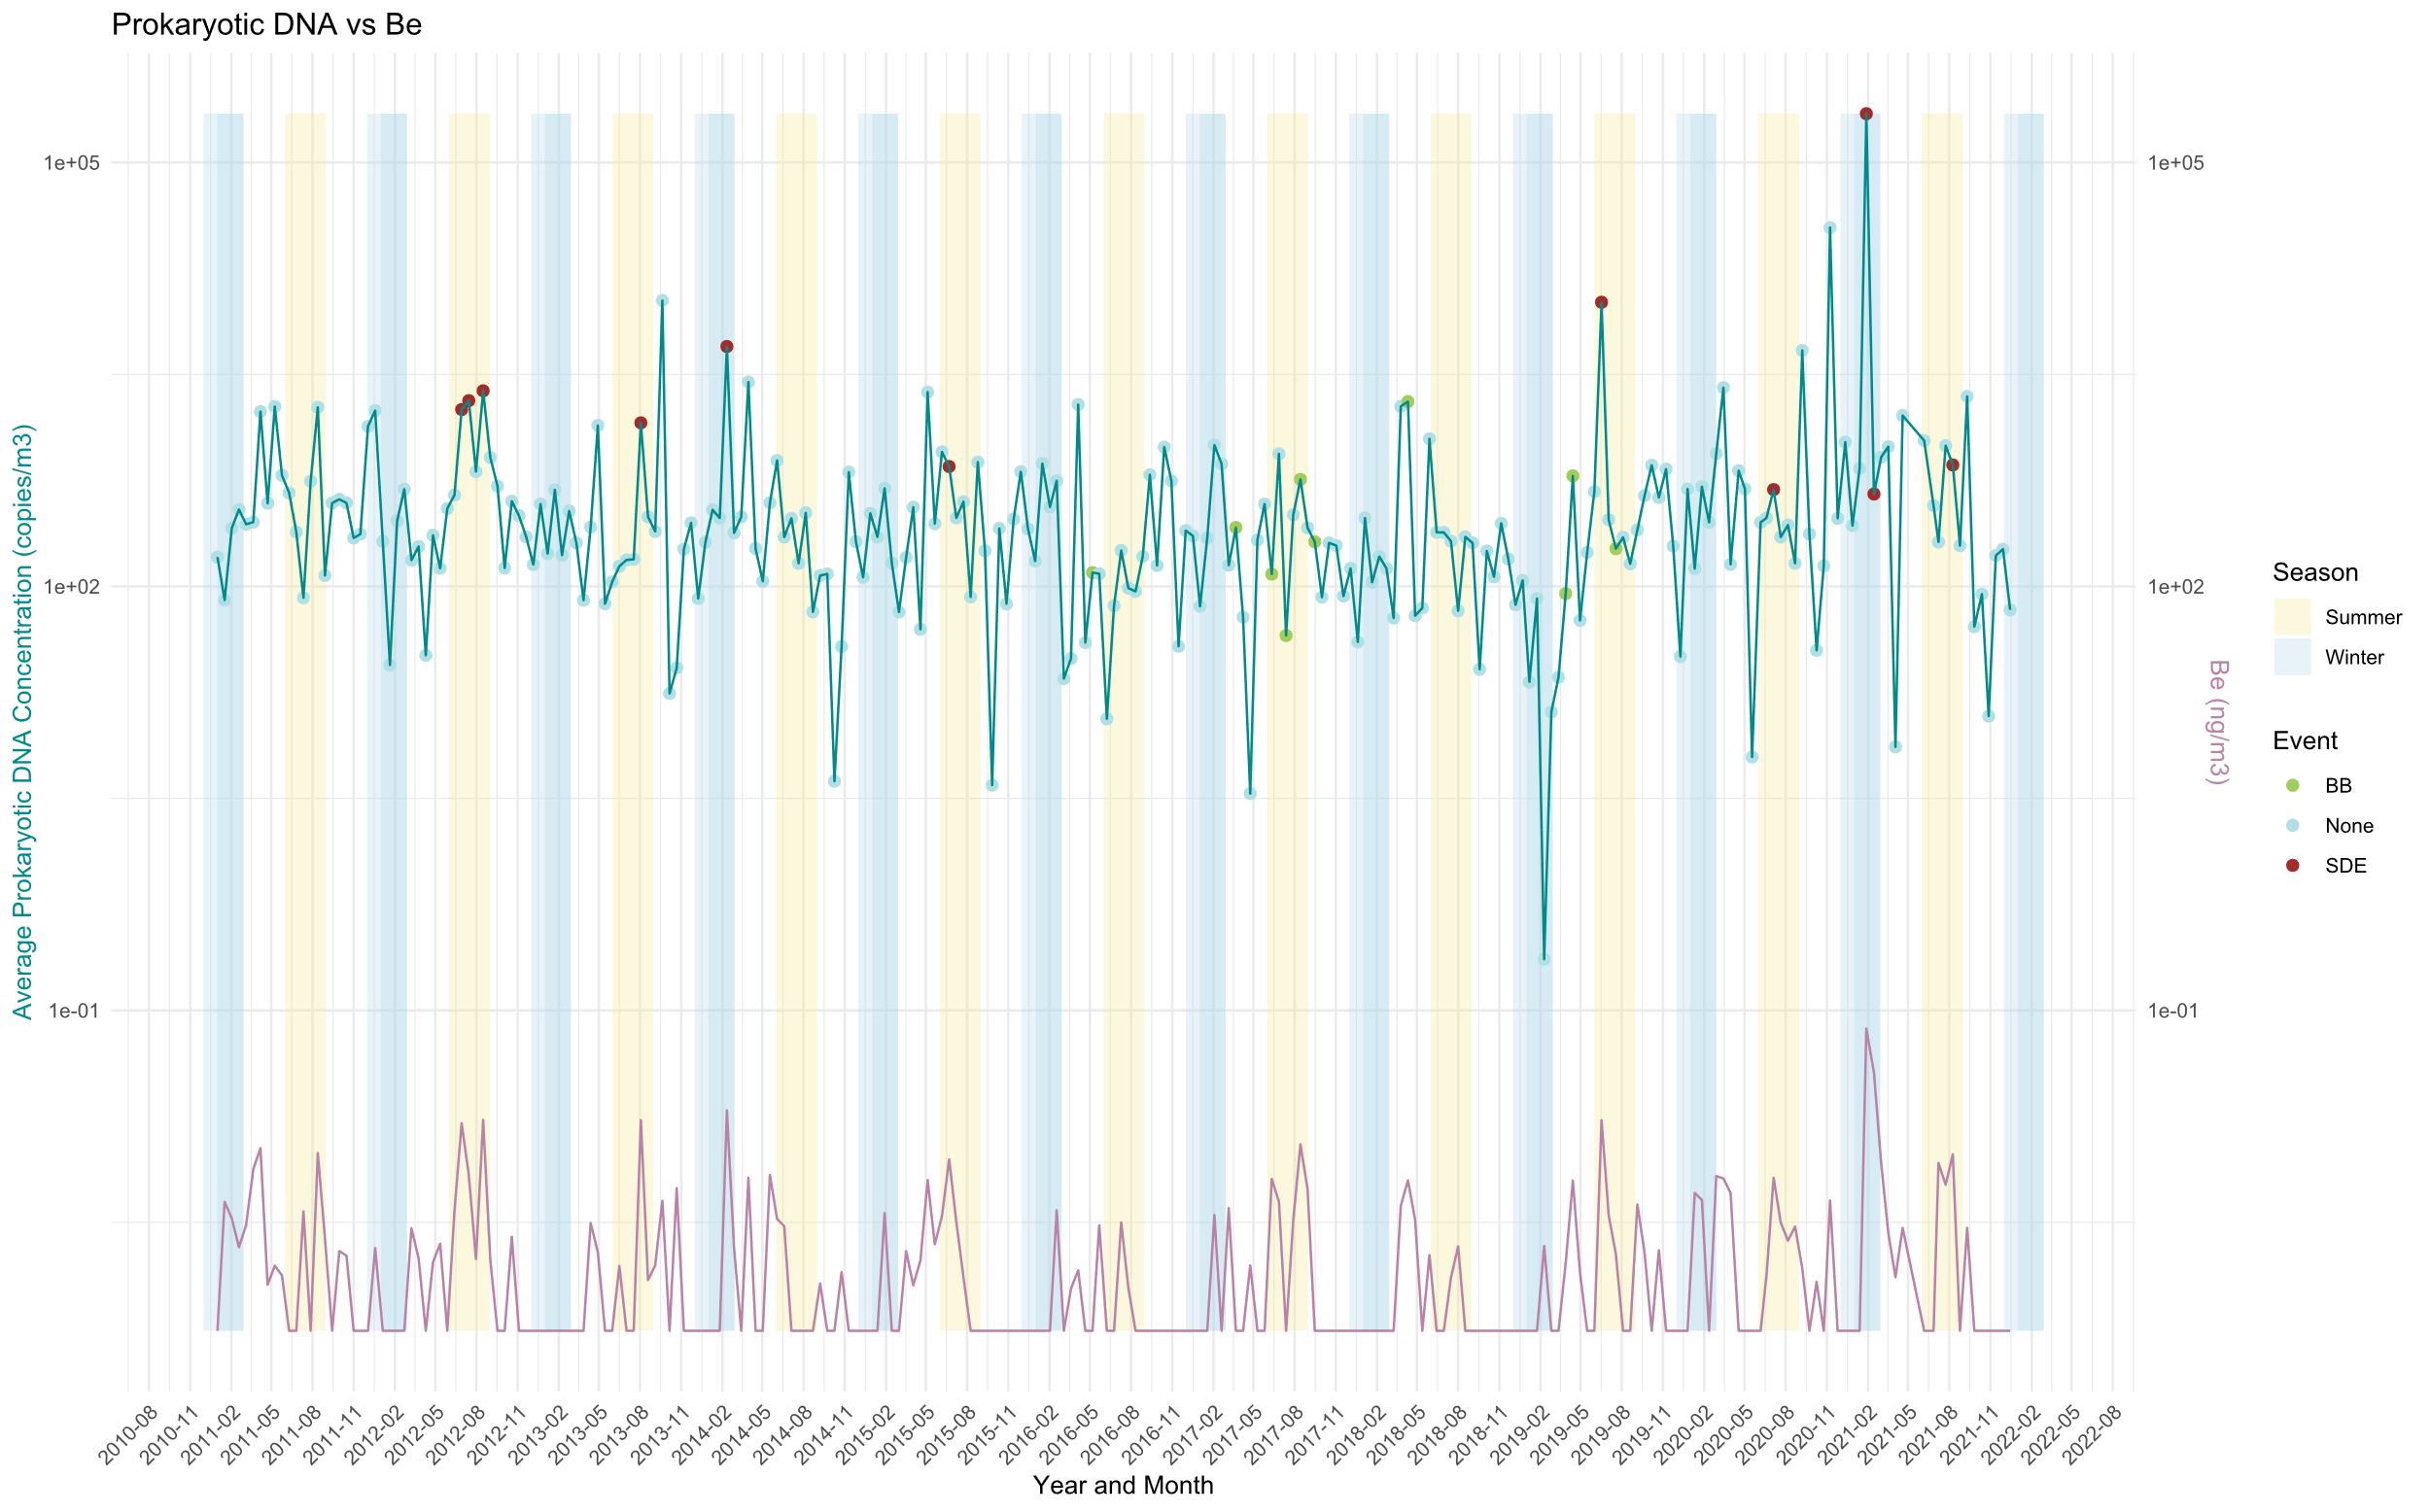 Prokaryotic DNA vs Be
Average Prokaryotic DNA Concentration (copies/m3)
1e+05
1e+02
1e-01
1e+05
1e+02
1e-01
Be (ng/m3)
Season
Summer
Winter
Event
BB
None
SDE
2010-08
2010-11
2011-02
2011-05
2011-08
2011-11
2012-02
2012-05
2012-08
2012-11
2013-02
2013-05
2013-08
2013-11
2014-02
2014-05
2014-08
2014-11
2015-02
2015-05
2015-08
2015-11
2016-02
2016-05
2016-08
2016-11
2017-02
2017-05
2017-08
2017-11
2018-02
2018-05
2018-08
2018-11
2019-02
2019-05
2019-08
2019-11
2020-02
2020-05
2020-08
2020-11
2021-02
2021-05
2021-08
2021-11
2022-02
2022-05
2022-08
Year and Month